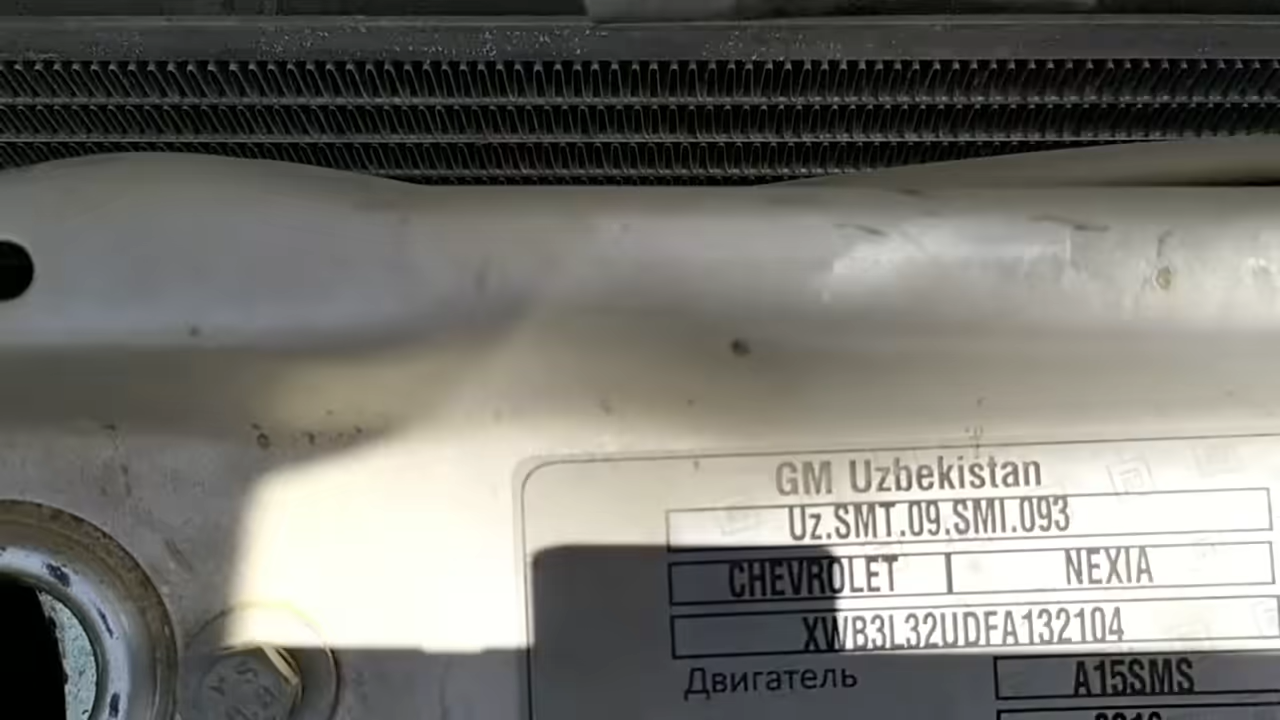 GM Uzbekistan
Uz.SMT.09.SMI.093
CHEVROLET NEXIA
XWB3L32UDFA132104
Двигатель A15SMS